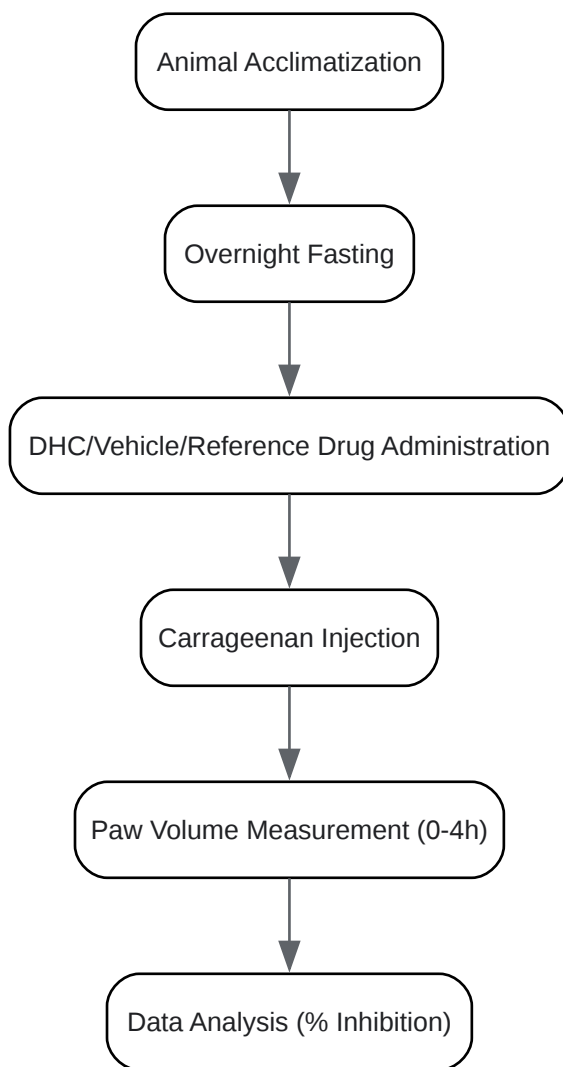 Animal Acclimatization
Overnight Fasting
DHC/Vehicle/Reference Drug Administration
Carrageenan Injection
Paw Volume Measurement (0-4h)
Data Analysis (% Inhibition)